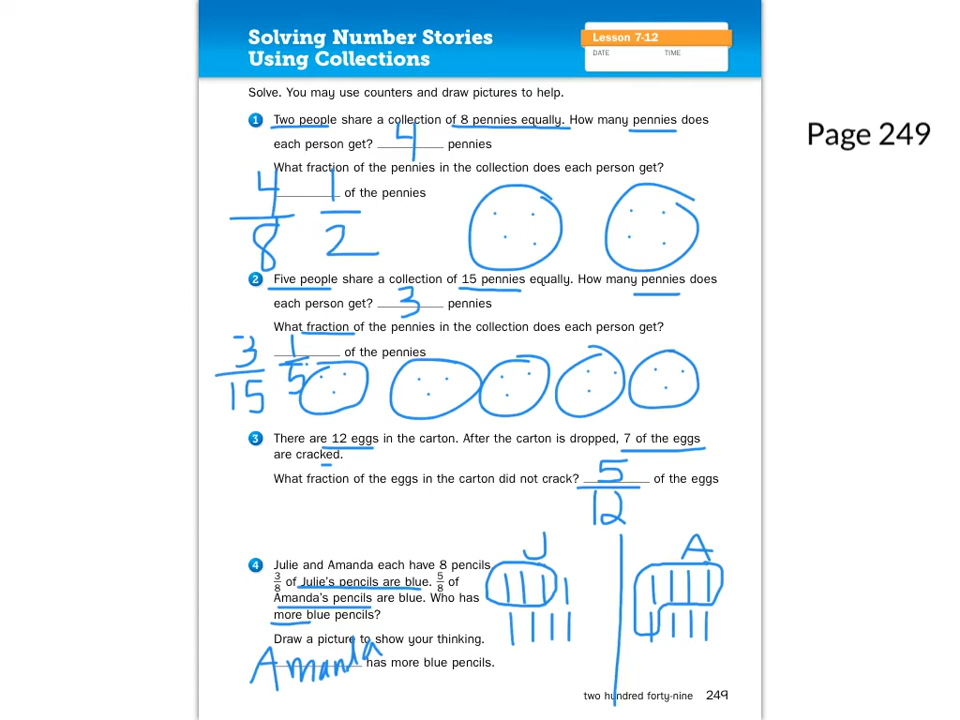 Solving Number Stories
Using Collections
Lesson 7-12
DATE TIME
Solve. You may use counters and draw pictures to help.
Page 249
1 Two people share a collection of 8 pennies equally. How many pennies does
each person get? 4 pennies
What fraction of the pennies in the collection does each person get?
4/8 1/2 of the pennies
2 Five people share a collection of 15 pennies equally. How many pennies does
each person get? 3 pennies
What fraction of the pennies in the collection does each person get?
3/15 1/5 of the pennies
3 There are 12 eggs in the carton. After the carton is dropped, 7 of the eggs
are cracked.
What fraction of the eggs in the carton did not crack? 5/12 of the eggs
J A
4 Julie and Amanda each have 8 pencils.
3/8 of Julie's pencils are blue. 5/8 of
Amanda's pencils are blue. Who has
more blue pencils?
Draw a picture to show your thinking.
Amanda has more blue pencils.
two hundred forty-nine 249